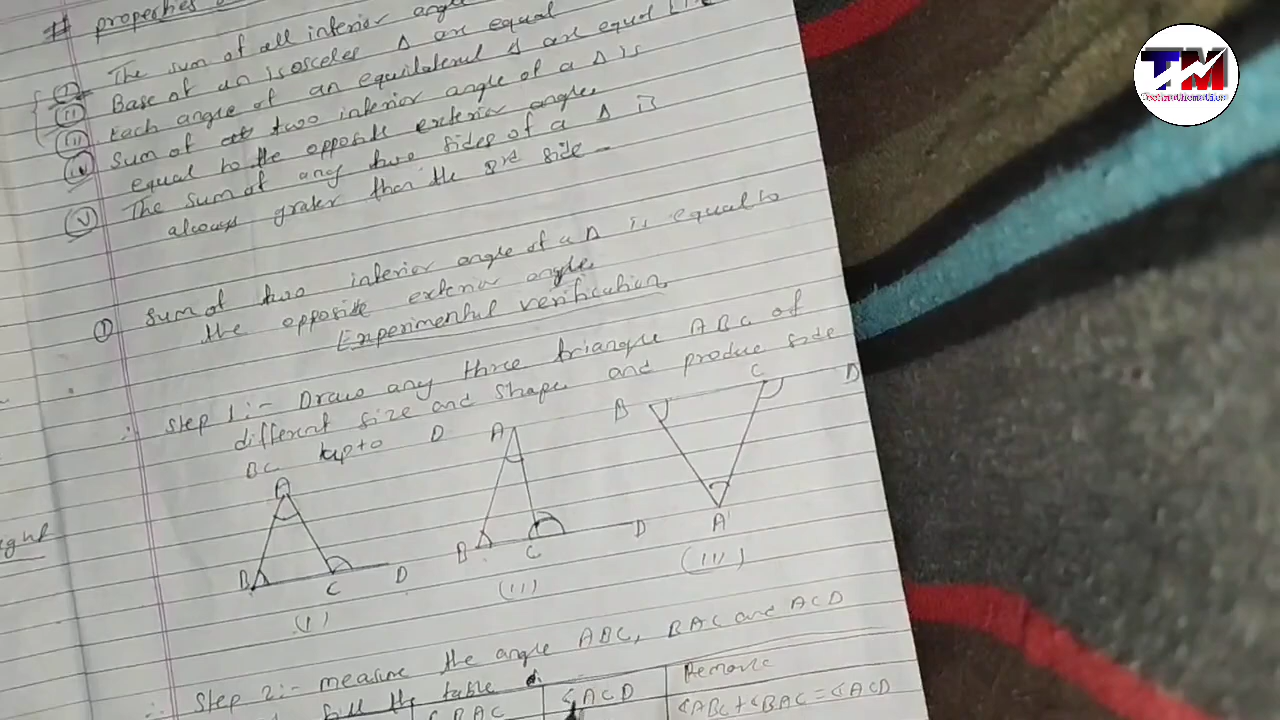 # properties
(i) The sum of all interior angle
(ii) Base of an isosceles Δ are equal
(iii) Each angle of an equilateral Δ are equal
(iv) Sum of two interior angle of a Δ is
equal to the opposite exterior angle.
(v) The sum of any two sides of a Δ is
always grater than the 3rd side -
① Sum of two interior angle of a Δ is equal to
the opposite exterior angle.
Experimental verification.
∴ Step 1:- Draw any three triangle ABC of
different size and shape and produce side
BC upto D
A B C D
(I)
A B C D
(II)
B C D A
(III)
∴ Step 2:- measure the angle ABC, BAC and ACD
fill the table
∢BAC ∢ACD Remark
∢ABC+∢BAC=∢ACD
TM